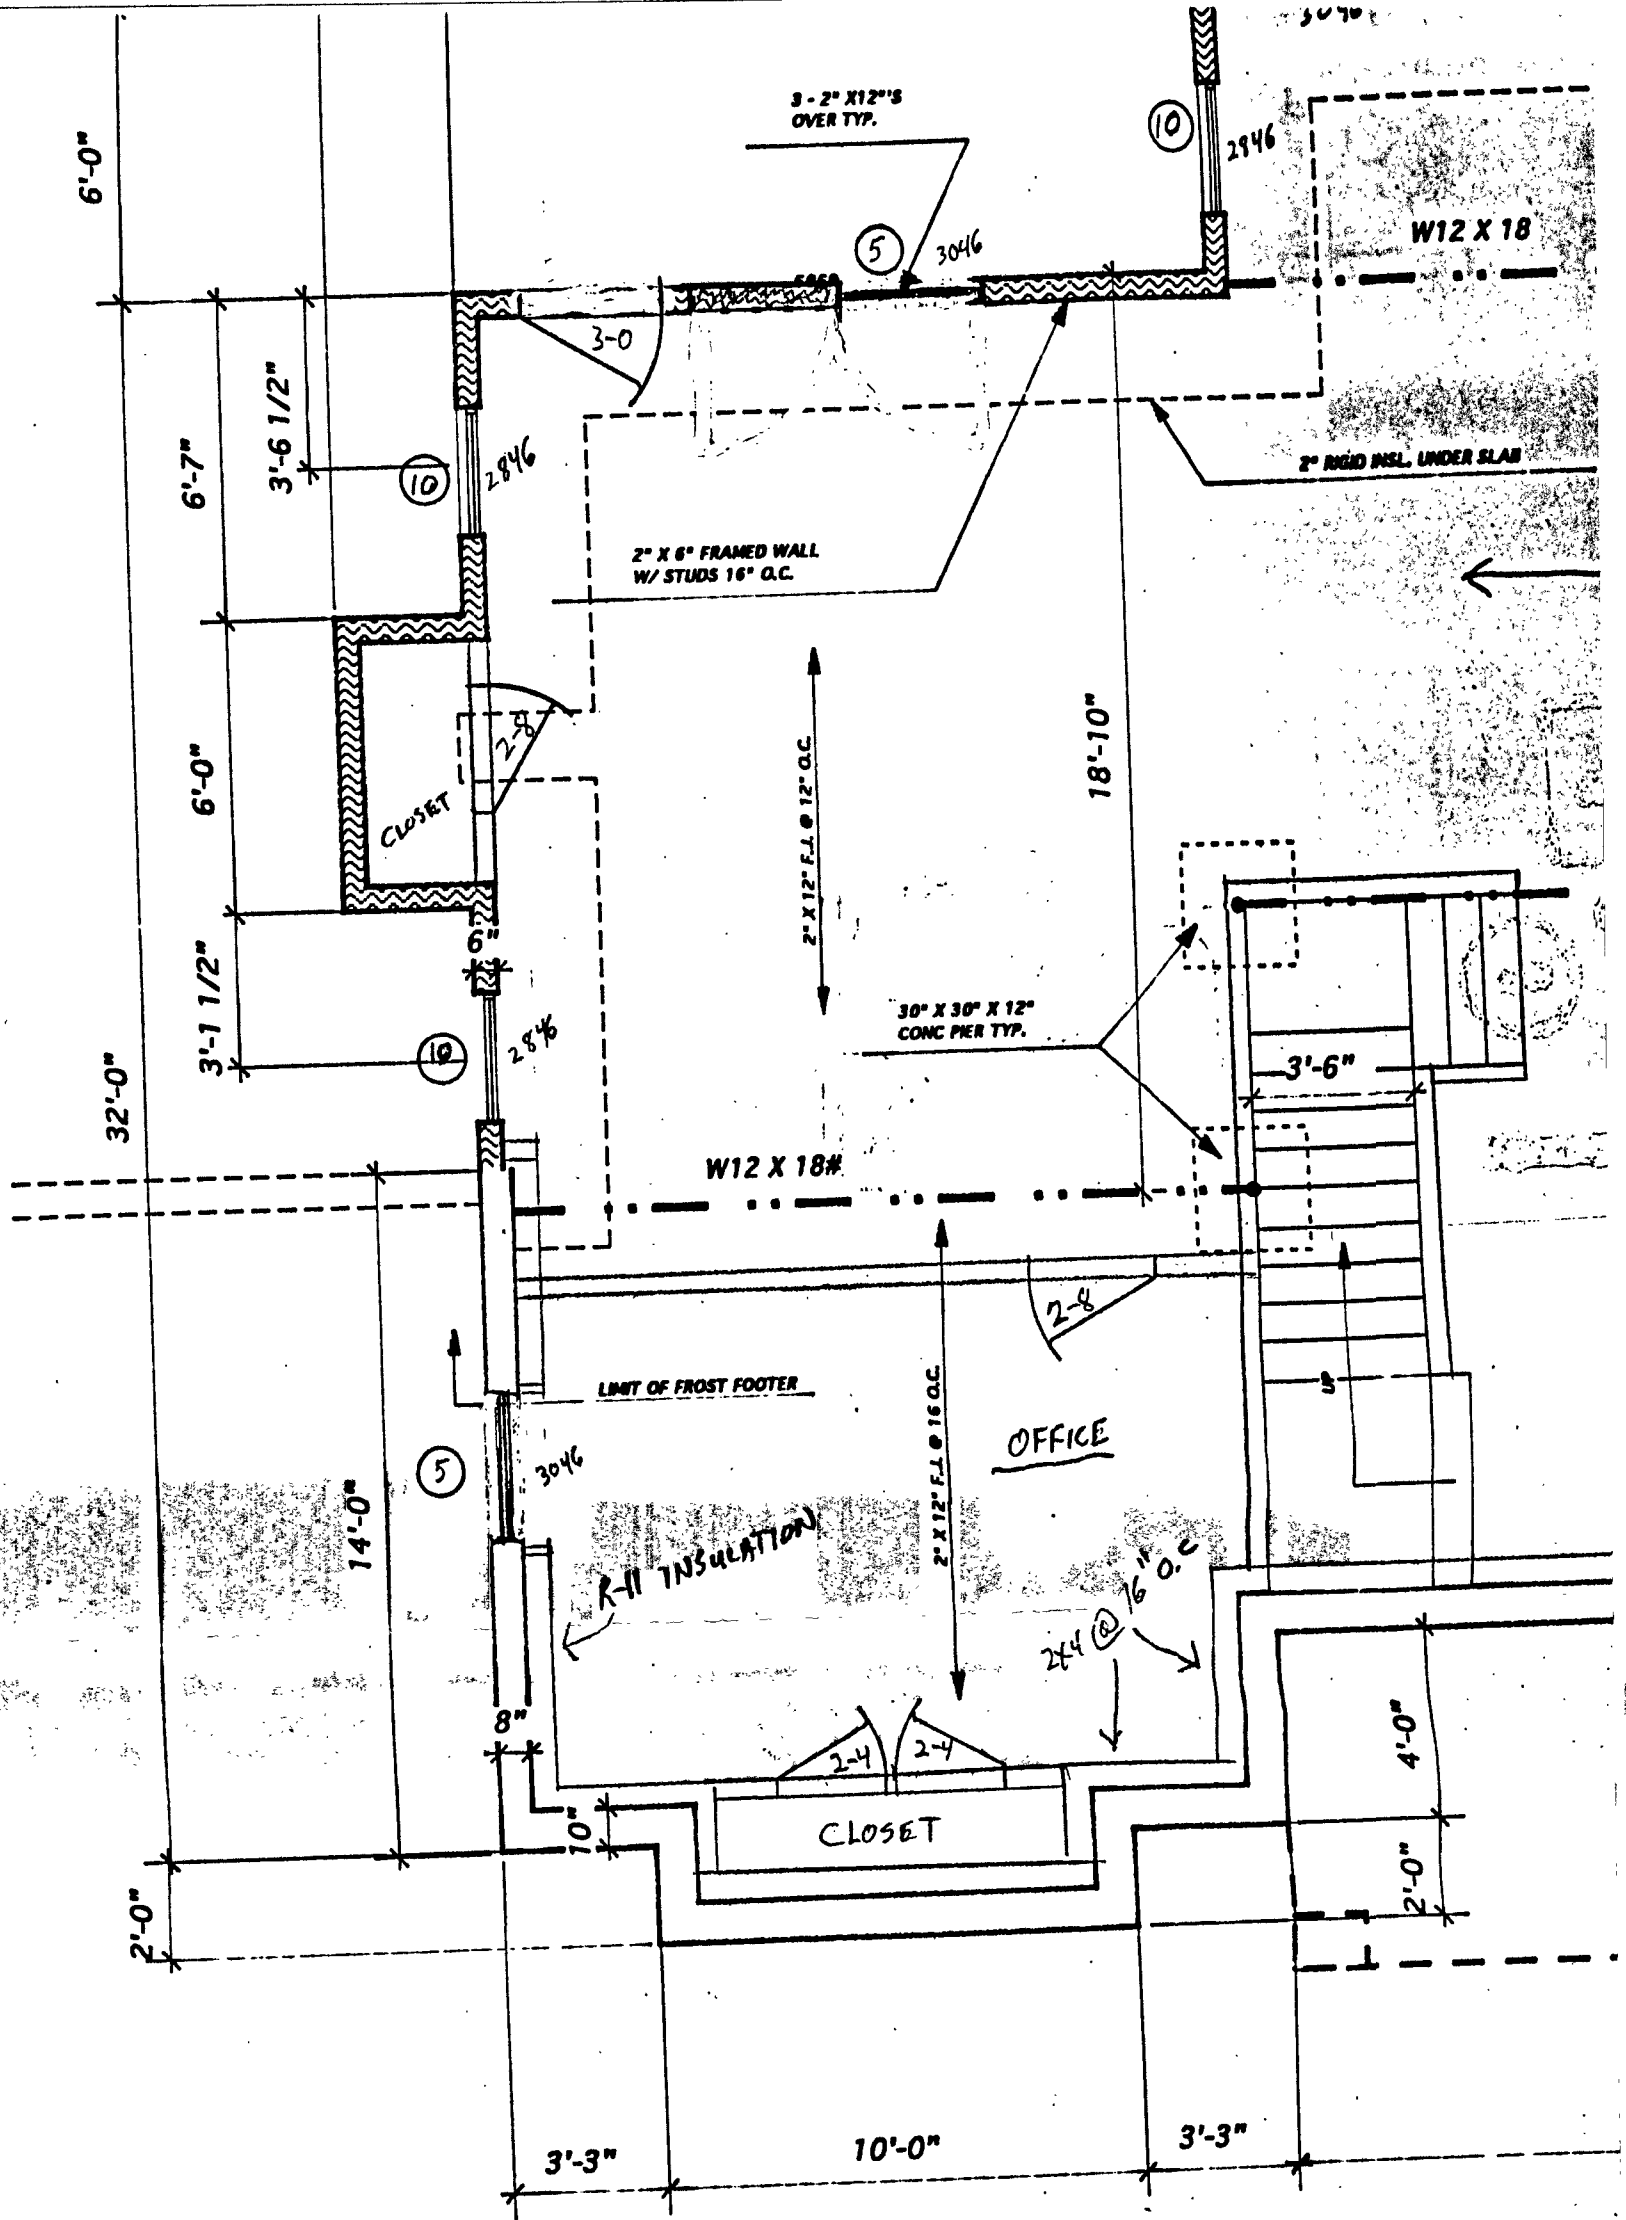 3040
3 - 2" X12"'S
OVER TYP.
10
2946
6'-0"
W12 X 18
5
3046
5068
3-0
3'-6 1/2"
6'-7"
10
2846
2" RIGID INSL. UNDER SLAB
2" X 6" FRAMED WALL
W/ STUDS 16" O.C.
2-8
18'-10"
2" X 12" F.J. @ 12" O.C.
6'-0"
CLOSET
6"
3'-1 1/2"
30" X 30" X 12"
CONC PIER TYP.
10
2846
3'-6"
32'-0"
W12 X 18#
2-8
UP
LIMIT OF FROST FOOTER
2" X 12" F.J. @ 16 O.C.
OFFICE
5
3046
14'-0"
R-11 INSULATION
2x4 @ 16" O.C
8"
2-4
2-4
4'-0"
10"
CLOSET
2'-0"
2'-0"
3'-3"
10'-0"
3'-3"